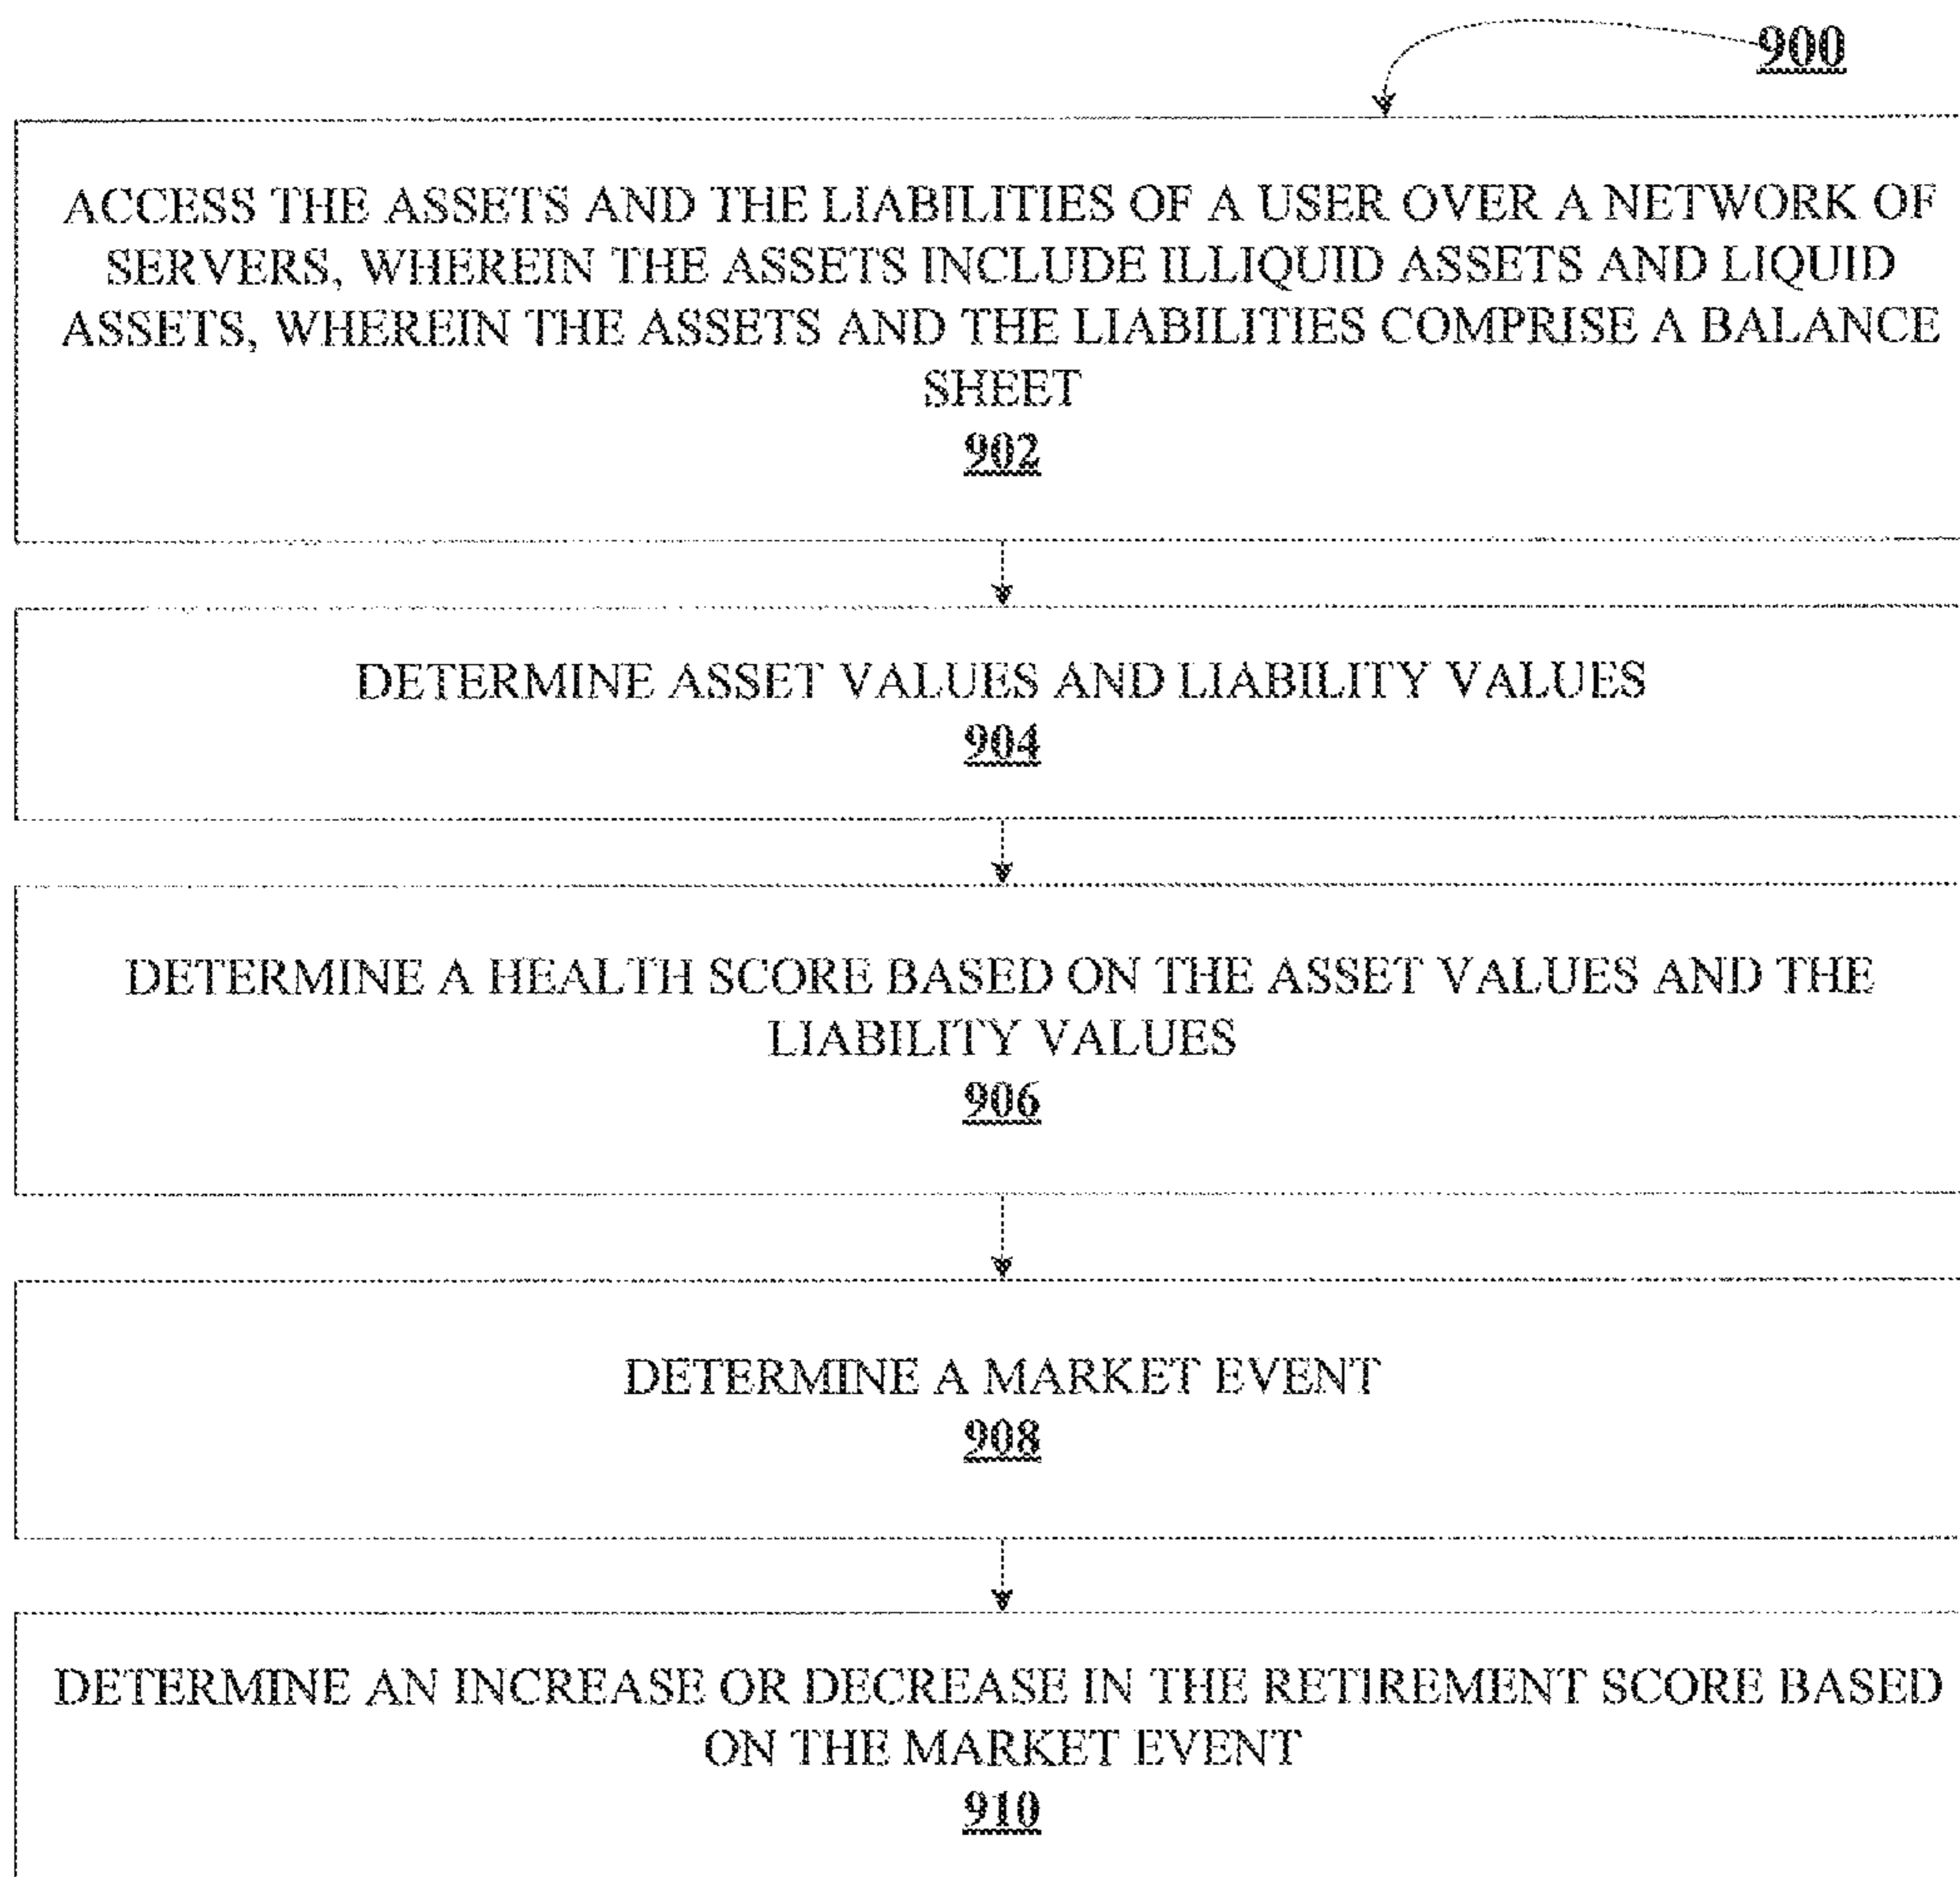 900
ACCESS THE ASSETS AND THE LIABILITIES OF A USER OVER A NETWORK OF
SERVERS, WHEREIN THE ASSETS INCLUDE ILLIQUID ASSETS AND LIQUID
ASSETS, WHEREIN THE ASSETS AND THE LIABILITIES COMPRISE A BALANCE
SHEET
902
DETERMINE ASSET VALUES AND LIABILITY VALUES
904
DETERMINE A HEALTH SCORE BASED ON THE ASSET VALUES AND THE
LIABILITY VALUES
906
DETERMINE A MARKET EVENT
908
DETERMINE AN INCREASE OR DECREASE IN THE RETIREMENT SCORE BASED
ON THE MARKET EVENT
910